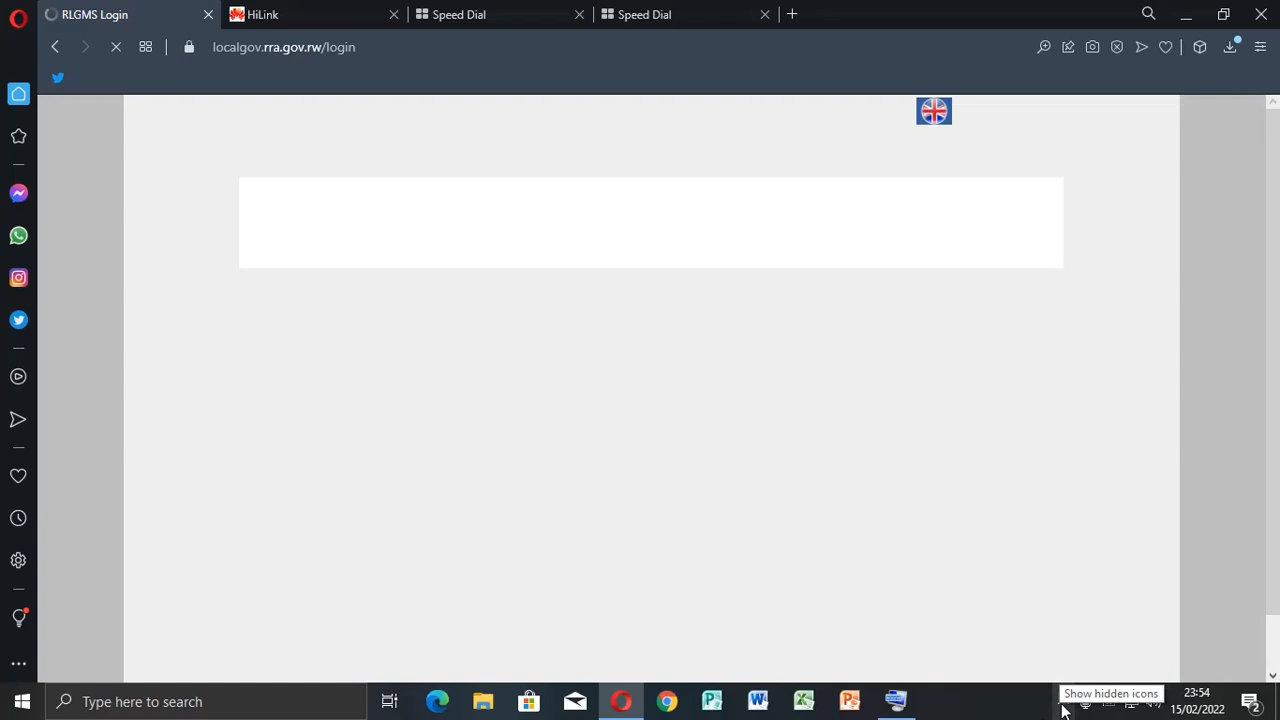 RLGMS Login
HiLink
Speed Dial
Speed Dial
localgov.rra.gov.rw/login
Type here to search
Show hidden icons
23:54
15/02/2022
2